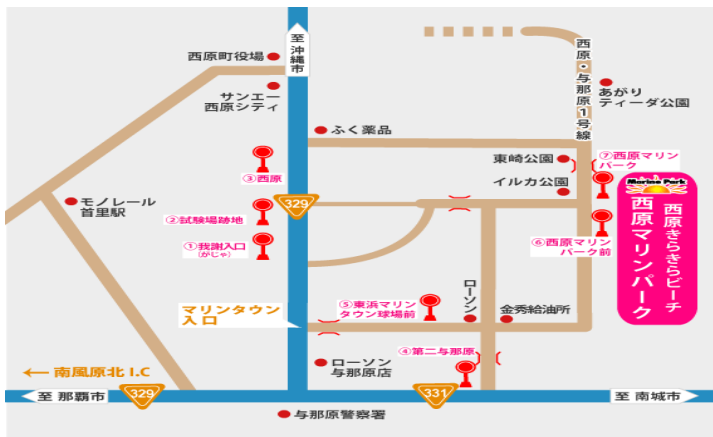 至 沖縄市
西原町役場
サンエー
西原シティ
ふく薬品
③西原
モノレール
首里駅
②試験場跡地
①我謝入口
(がじゃ)
329
マリンタウン
入口
← 南風原北 I.C
至 那覇市
329
ローソン
与那原店
与那原警察署
331
至 南城市
④第二与那原
⑤東浜マリン
タウン球場前
ローソン
金秀給油所
西原・与那原1号線
あがり
ティーダ公園
東崎公園
イルカ公園
⑦西原マリン
パーク
⑥西原マリン
パーク前
Marine Park
西原きらきらビーチ
西原マリンパーク